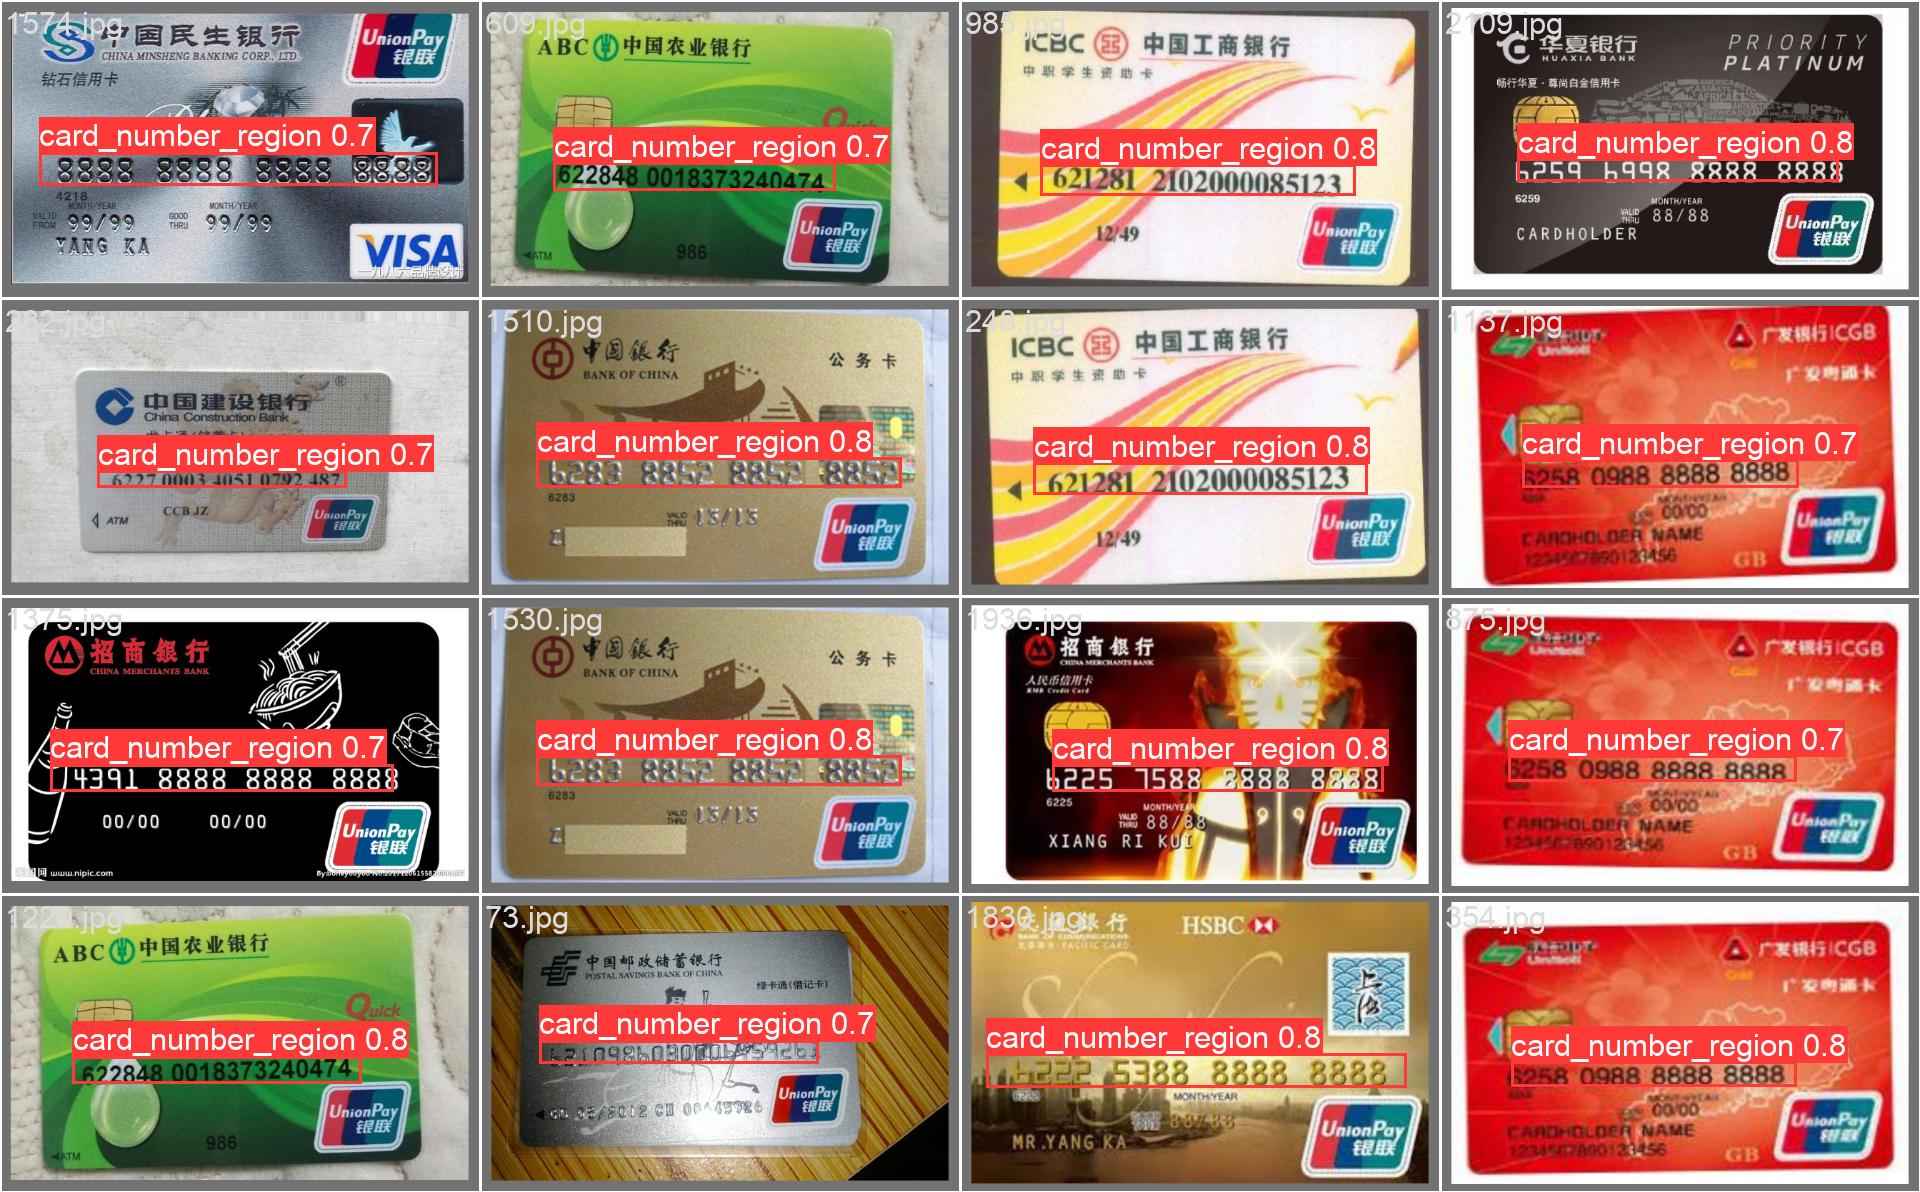 1574.jpg
中国民生银行
CHINA MINSHENG BANKING CORP., LTD.
钻石信用卡
UnionPay
银联
card_number_region 0.7
8888 8888 8888 8888
4218
MONTH/YEAR
MONTH/YEAR
VALID FROM 99/99
GOOD THRU 99/99
YANG KA
VISA
609.jpg
ABC 中国农业银行
card_number_region 0.7
622848 0018373240474
UnionPay
银联
986
ATM
985.jpg
ICBC 中国工商银行
中职学生资助卡
card_number_region 0.8
621281 2102000085123
12/49
UnionPay
银联
2109.jpg
华夏银行
HUAXIA BANK
PRIORITY
PLATINUM
畅行华夏·尊尚白金信用卡
card_number_region 0.8
6259 6998 8888 8888
6259
MONTH/YEAR
VALID THRU 88/88
CARDHOLDER
UnionPay
银联
282.jpg
中国建设银行
China Construction Bank
card_number_region 0.7
6227 0003 4051 0792 487
CCB JZ
ATM
UnionPay
银联
1510.jpg
中国银行
BANK OF CHINA
公务卡
card_number_region 0.8
6283 8852 8852 8852
6283
VALID THRU 13/13
UnionPay
银联
248.jpg
ICBC 中国工商银行
中职学生资助卡
card_number_region 0.8
621281 2102000085123
12/49
UnionPay
银联
1137.jpg
广发银行|CGB
广发粤通卡
card_number_region 0.7
6258 0988 8888 8888
MONTH/YEAR
00/00
CARDHOLDER NAME
1234567890123456
GB
UnionPay
银联
1375.jpg
招商银行
CHINA MERCHANTS BANK
card_number_region 0.7
4391 8888 8888 8888
00/00 00/00
UnionPay
银联
www.nipic.com
1530.jpg
中国银行
BANK OF CHINA
公务卡
card_number_region 0.8
6283 8852 8852 8852
6283
VALID THRU 13/13
UnionPay
银联
1936.jpg
招商银行
CHINA MERCHANTS BANK
人民币信用卡
RMB Credit Card
card_number_region 0.8
6225 7588 8888 8888
6225
MONTH/YEAR
VALID THRU 88/88
XIANG RI KUI
UnionPay
银联
875.jpg
广发银行|CGB
广发粤通卡
card_number_region 0.7
6258 0988 8888 8888
00/00
CARDHOLDER NAME
1234567890123456
GB
UnionPay
银联
ABC 中国农业银行
Quick
card_number_region 0.8
622848 0018373240474
UnionPay
银联
986
ATM
73.jpg
中国邮政储蓄银行
POSTAL SAVINGS BANK OF CHINA
绿卡通(借记卡)
card_number_region 0.7
UnionPay
银联
1830.jpg
HSBC
上海
card_number_region 0.8
6222 5388 8888 8888
MONTH/YEAR
88/88
MR.YANG KA
UnionPay
银联
354.jpg
广发银行|CGB
广发粤通卡
card_number_region 0.8
6258 0988 8888 8888
00/00
CARDHOLDER NAME
1234567890123456
GB
UnionPay
银联